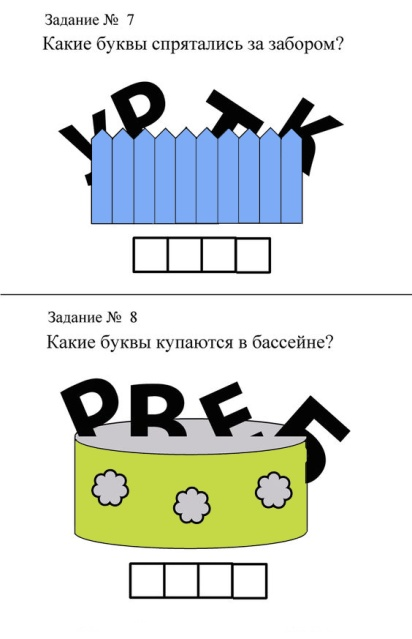 Задание № 7
Какие буквы спрятались за забором?
К Р Т К
Задание № 8
Какие буквы купаются в бассейне?
Р В Е Б